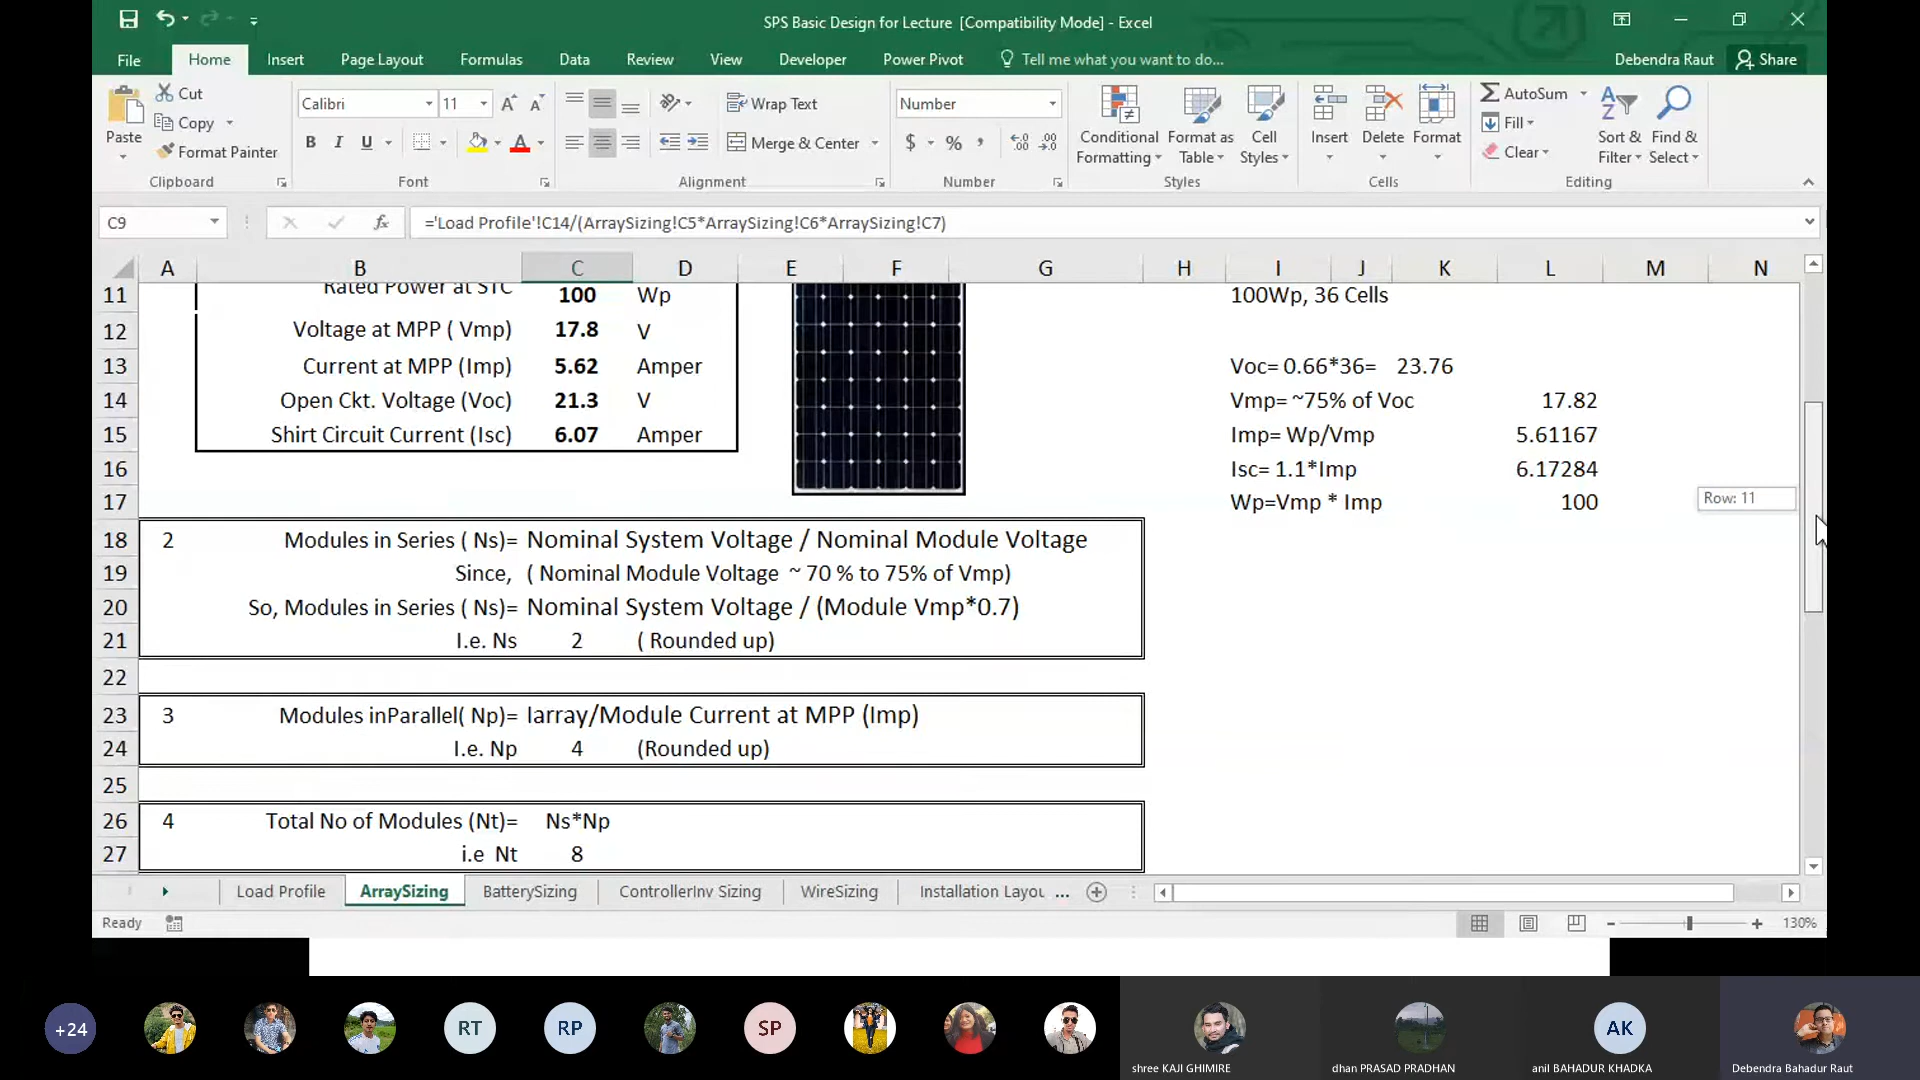 SPS Basic Design for Lecture [Compatibility Mode] - Excel
File Home Insert Page Layout Formulas Data Review View Developer Power Pivot Tell me what you want to do... Debendra Raut Share
Paste Cut Copy Format Painter Clipboard
Calibri 11 B I U Font
Wrap Text Merge & Center Alignment
Number $ % , Number
Conditional Formatting Format as Table Cell Styles Styles
Insert Delete Format Cells
AutoSum Fill Clear Sort & Filter Find & Select Editing
C9 fx ='Load Profile'!C14/(ArraySizing!C5*ArraySizing!C6*ArraySizing!C7)
A B C D E F G H I J K L M N
11 Rated Power at STC 100 Wp 100Wp, 36 Cells
12 Voltage at MPP ( Vmp) 17.8 V
13 Current at MPP (Imp) 5.62 Amper Voc= 0.66*36= 23.76
14 Open Ckt. Voltage (Voc) 21.3 V Vmp= ~75% of Voc 17.82
15 Shirt Circuit Current (Isc) 6.07 Amper Imp= Wp/Vmp 5.61167
16 Isc= 1.1*Imp 6.17284
17 Wp=Vmp * Imp 100 Row: 11
18 2 Modules in Series ( Ns)= Nominal System Voltage / Nominal Module Voltage
19 Since, ( Nominal Module Voltage ~ 70 % to 75% of Vmp)
20 So, Modules in Series ( Ns)= Nominal System Voltage / (Module Vmp*0.7)
21 I.e. Ns 2 ( Rounded up)
22
23 3 Modules inParallel( Np)= Iarray/Module Current at MPP (Imp)
24 I.e. Np 4 (Rounded up)
25
26 4 Total No of Modules (Nt)= Ns*Np
27 i.e Nt 8
Load Profile ArraySizing BatterySizing ControllerInv Sizing WireSizing Installation Layou ...
Ready 130%
+24 RT RP SP AK
shree KAJI GHIMIRE dhan PRASAD PRADHAN anil BAHADUR KHADKA Debendra Bahadur Raut